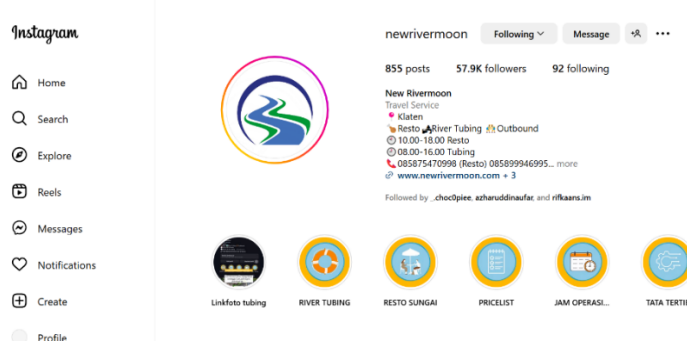 Instagram
Home
Search
Explore
Reels
Messages
Notifications
Create
Profile
newrivermoon Following Message
855 posts 57.9K followers 92 following
New Rivermoon
Travel Service
Klaten
Resto River Tubing Outbound
10.00-18.00 Resto
08.00-16.00 Tubing
085875470998 (Resto) 085899946995... more
www.newrivermoon.com + 3
Followed by _.choc0piee, azharuddinaufar, and rifkaans.im
Linkfoto tubing
RIVER TUBING
RESTO SUNGAI
PRICELIST
JAM OPERASI...
TATA TERTI